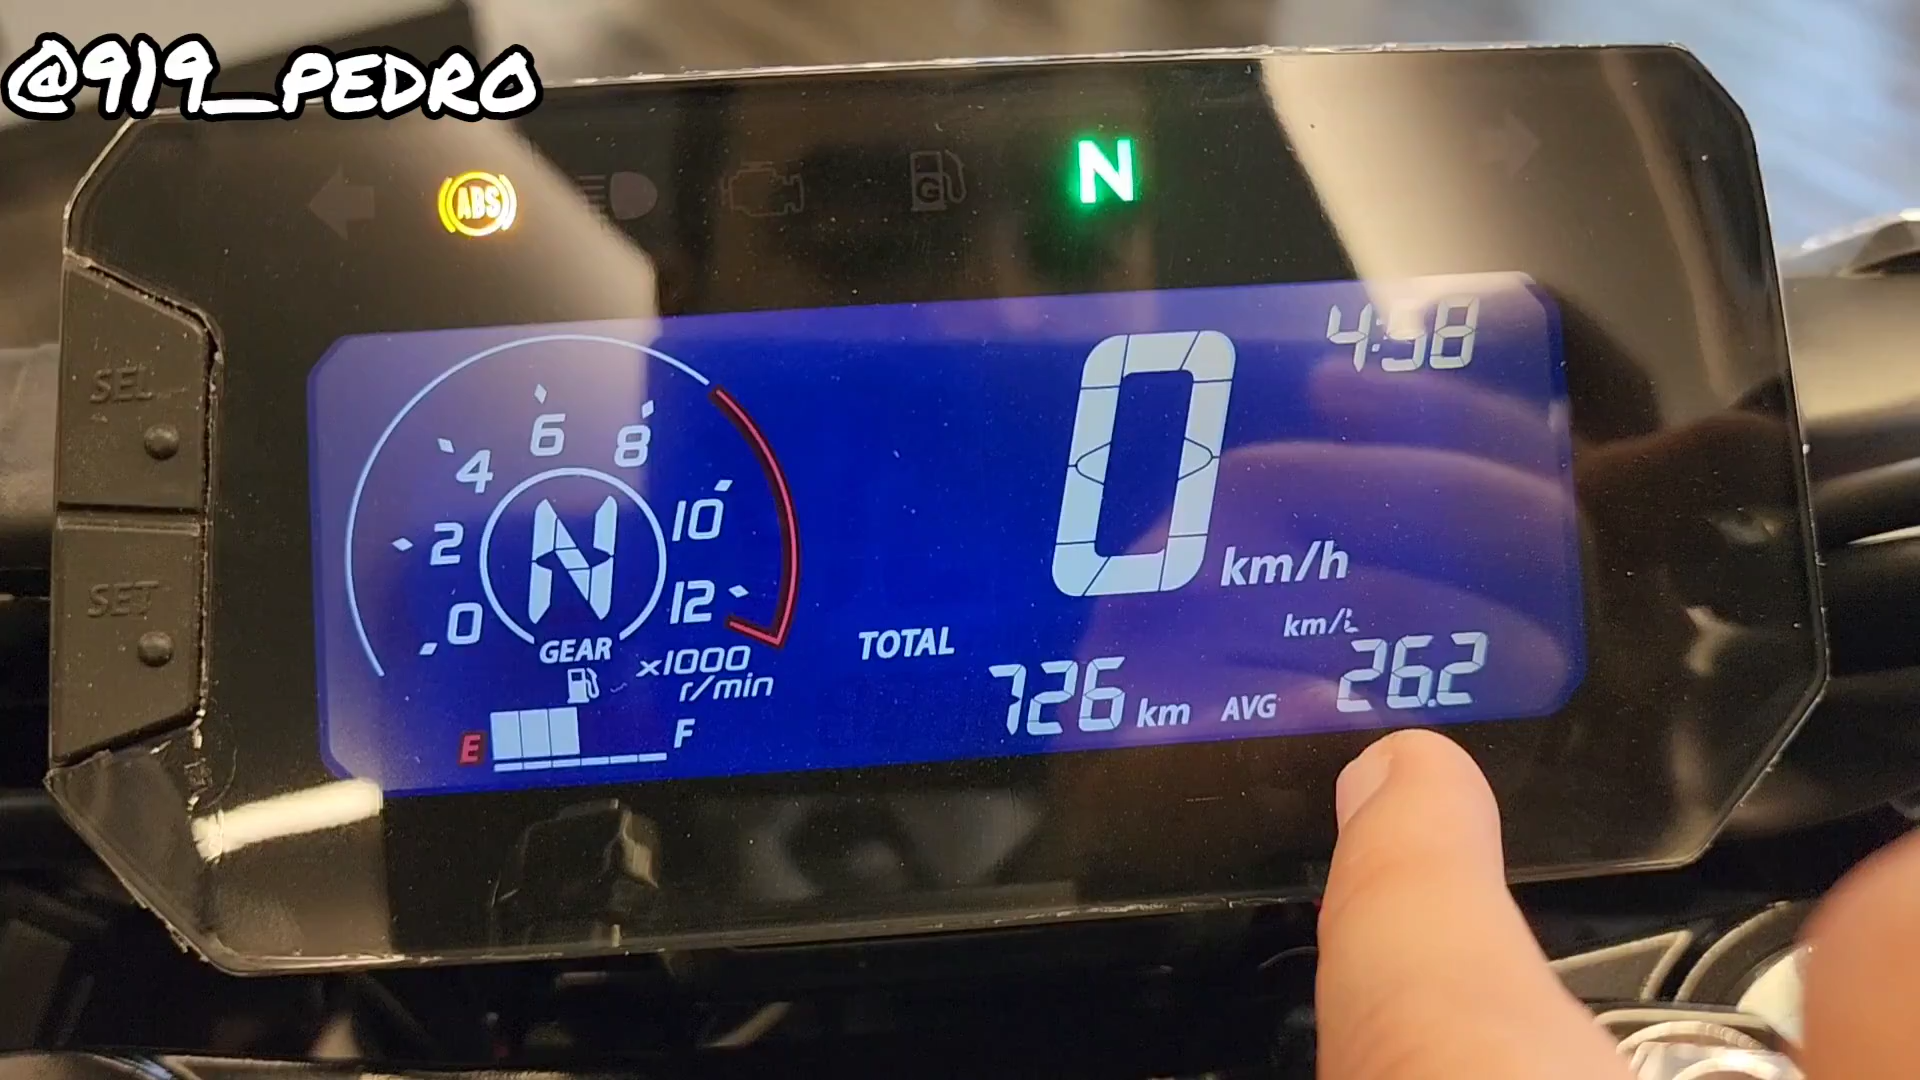 @919_PEDRO
ABS
G
N
SEL
SET
4:58
0 km/h
0 2 4 6 8 10 12
N
GEAR
x1000
r/min
E F
TOTAL
726 km
km/L
AVG 26.2